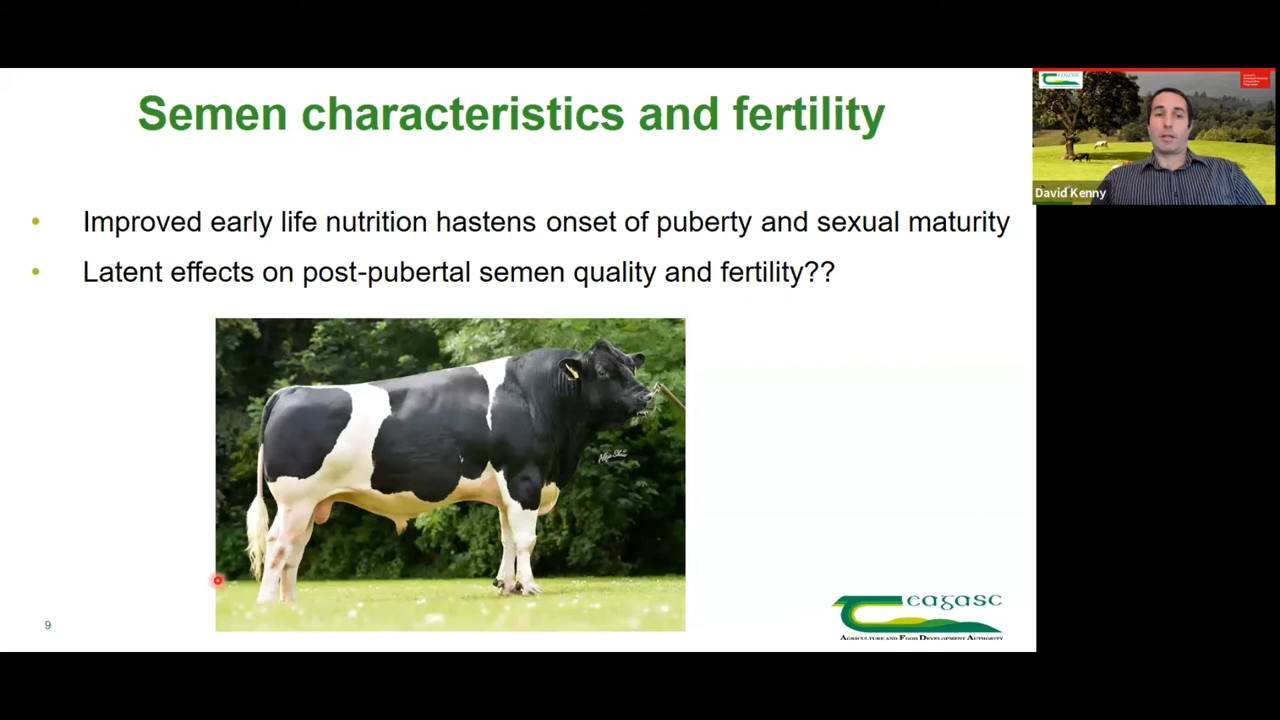 Semen characteristics and fertility
• Improved early life nutrition hastens onset of puberty and sexual maturity
• Latent effects on post-pubertal semen quality and fertility??
9
teagasc
AGRICULTURE AND FOOD DEVELOPMENT AUTHORITY
David Kenny